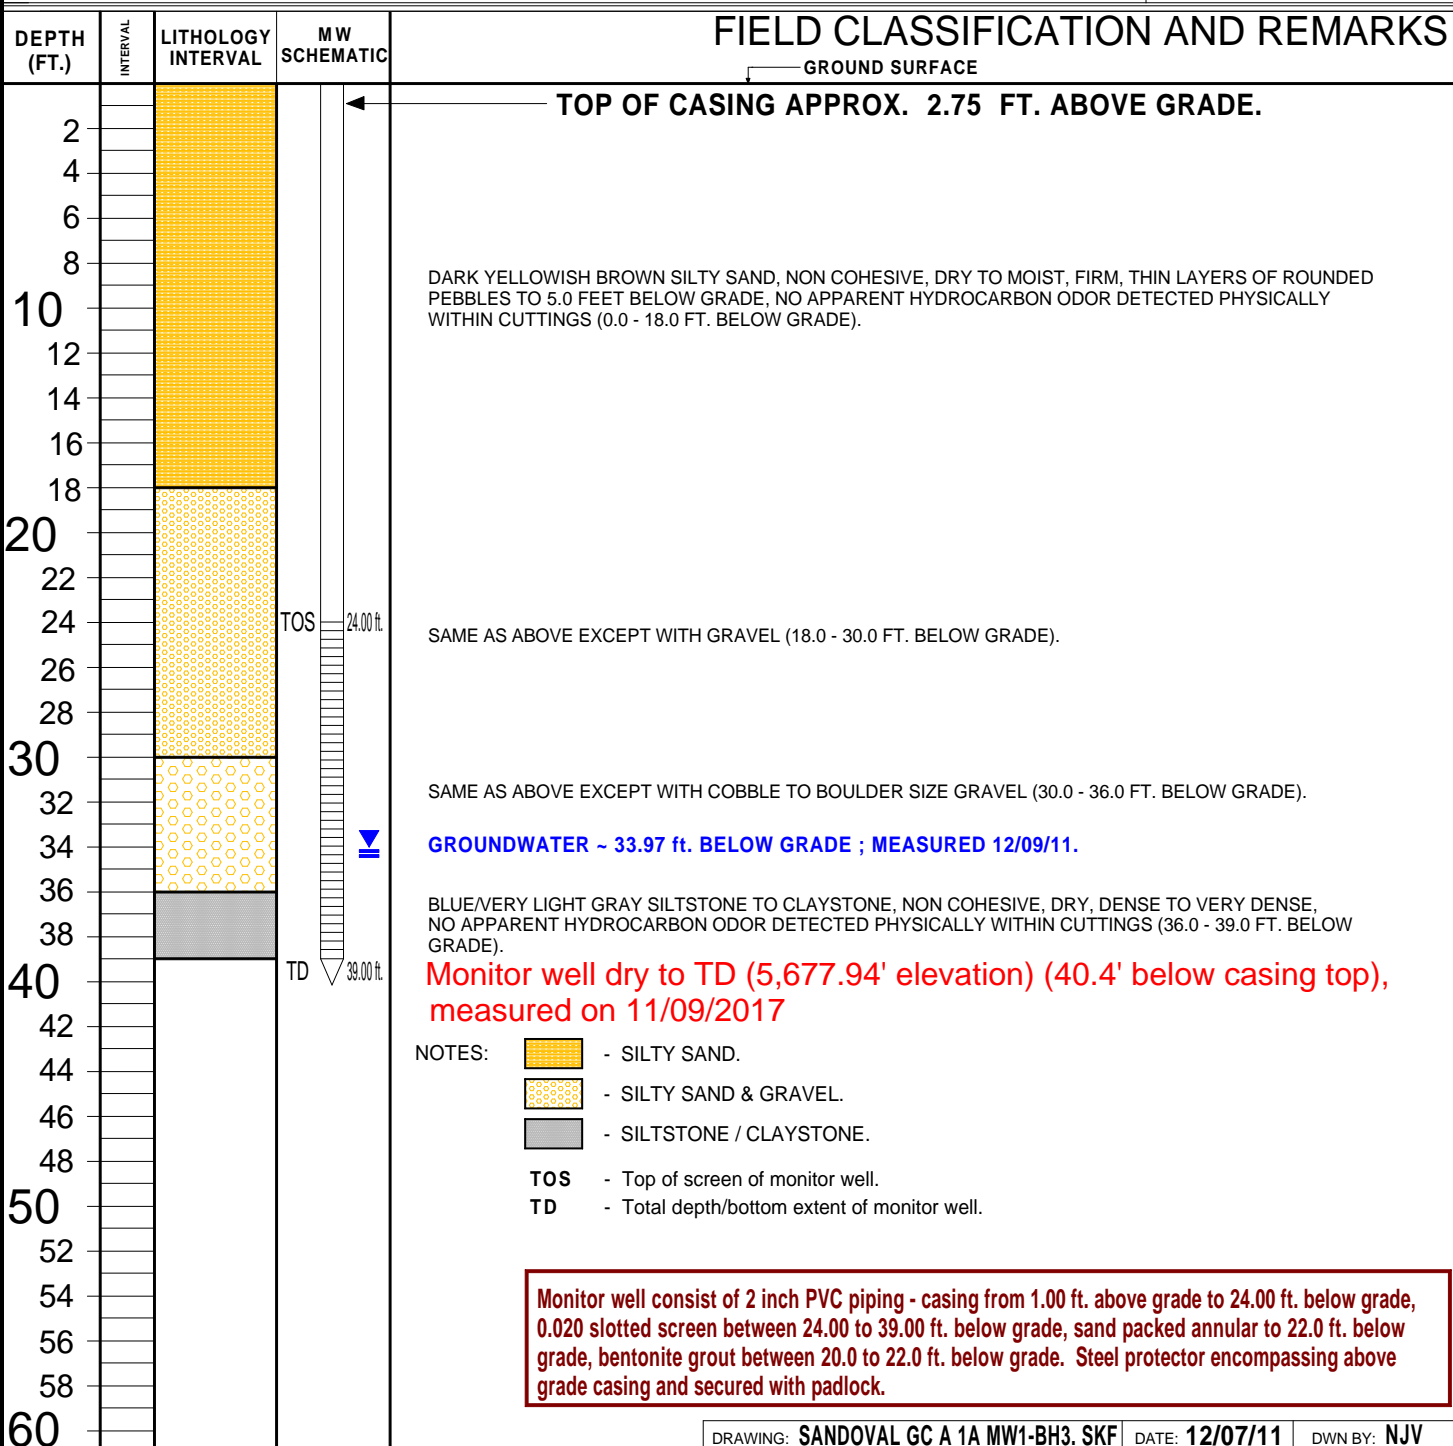 DEPTH (FT.)
INTERVAL
LITHOLOGY INTERVAL
MW SCHEMATIC
FIELD CLASSIFICATION AND REMARKS
GROUND SURFACE
TOP OF CASING APPROX. 2.75 FT. ABOVE GRADE.
2
4
6
8
DARK YELLOWISH BROWN SILTY SAND, NON COHESIVE, DRY TO MOIST, FIRM, THIN LAYERS OF ROUNDED
PEBBLES TO 5.0 FEET BELOW GRADE, NO APPARENT HYDROCARBON ODOR DETECTED PHYSICALLY
WITHIN CUTTINGS (0.0 - 18.0 FT. BELOW GRADE).
10
12
14
16
18
20
22
24
TOS
24.00 ft.
SAME AS ABOVE EXCEPT WITH GRAVEL (18.0 - 30.0 FT. BELOW GRADE).
26
28
30
SAME AS ABOVE EXCEPT WITH COBBLE TO BOULDER SIZE GRAVEL (30.0 - 36.0 FT. BELOW GRADE).
32
34
GROUNDWATER ~ 33.97 ft. BELOW GRADE ; MEASURED 12/09/11.
36
BLUE/VERY LIGHT GRAY SILTSTONE TO CLAYSTONE, NON COHESIVE, DRY, DENSE TO VERY DENSE,
NO APPARENT HYDROCARBON ODOR DETECTED PHYSICALLY WITHIN CUTTINGS (36.0 - 39.0 FT. BELOW
GRADE).
38
TD
39.00 ft.
40
Monitor well dry to TD (5,677.94' elevation) (40.4' below casing top),
measured on 11/09/2017
42
NOTES:
- SILTY SAND.
44
- SILTY SAND & GRAVEL.
46
- SILTSTONE / CLAYSTONE.
48
TOS - Top of screen of monitor well.
50
TD - Total depth/bottom extent of monitor well.
52
54
Monitor well consist of 2 inch PVC piping - casing from 1.00 ft. above grade to 24.00 ft. below grade,
0.020 slotted screen between 24.00 to 39.00 ft. below grade, sand packed annular to 22.0 ft. below
grade, bentonite grout between 20.0 to 22.0 ft. below grade. Steel protector encompassing above
grade casing and secured with padlock.
56
58
60
DRAWING: SANDOVAL GC A 1A MW1-BH3. SKF DATE: 12/07/11 DWN BY: NJV